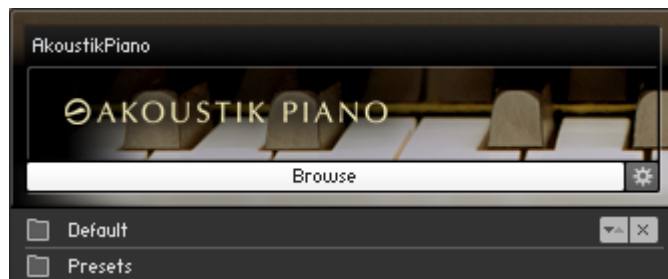 AkoustikPiano
AKOUSTIK PIANO
Browse
Default
Presets